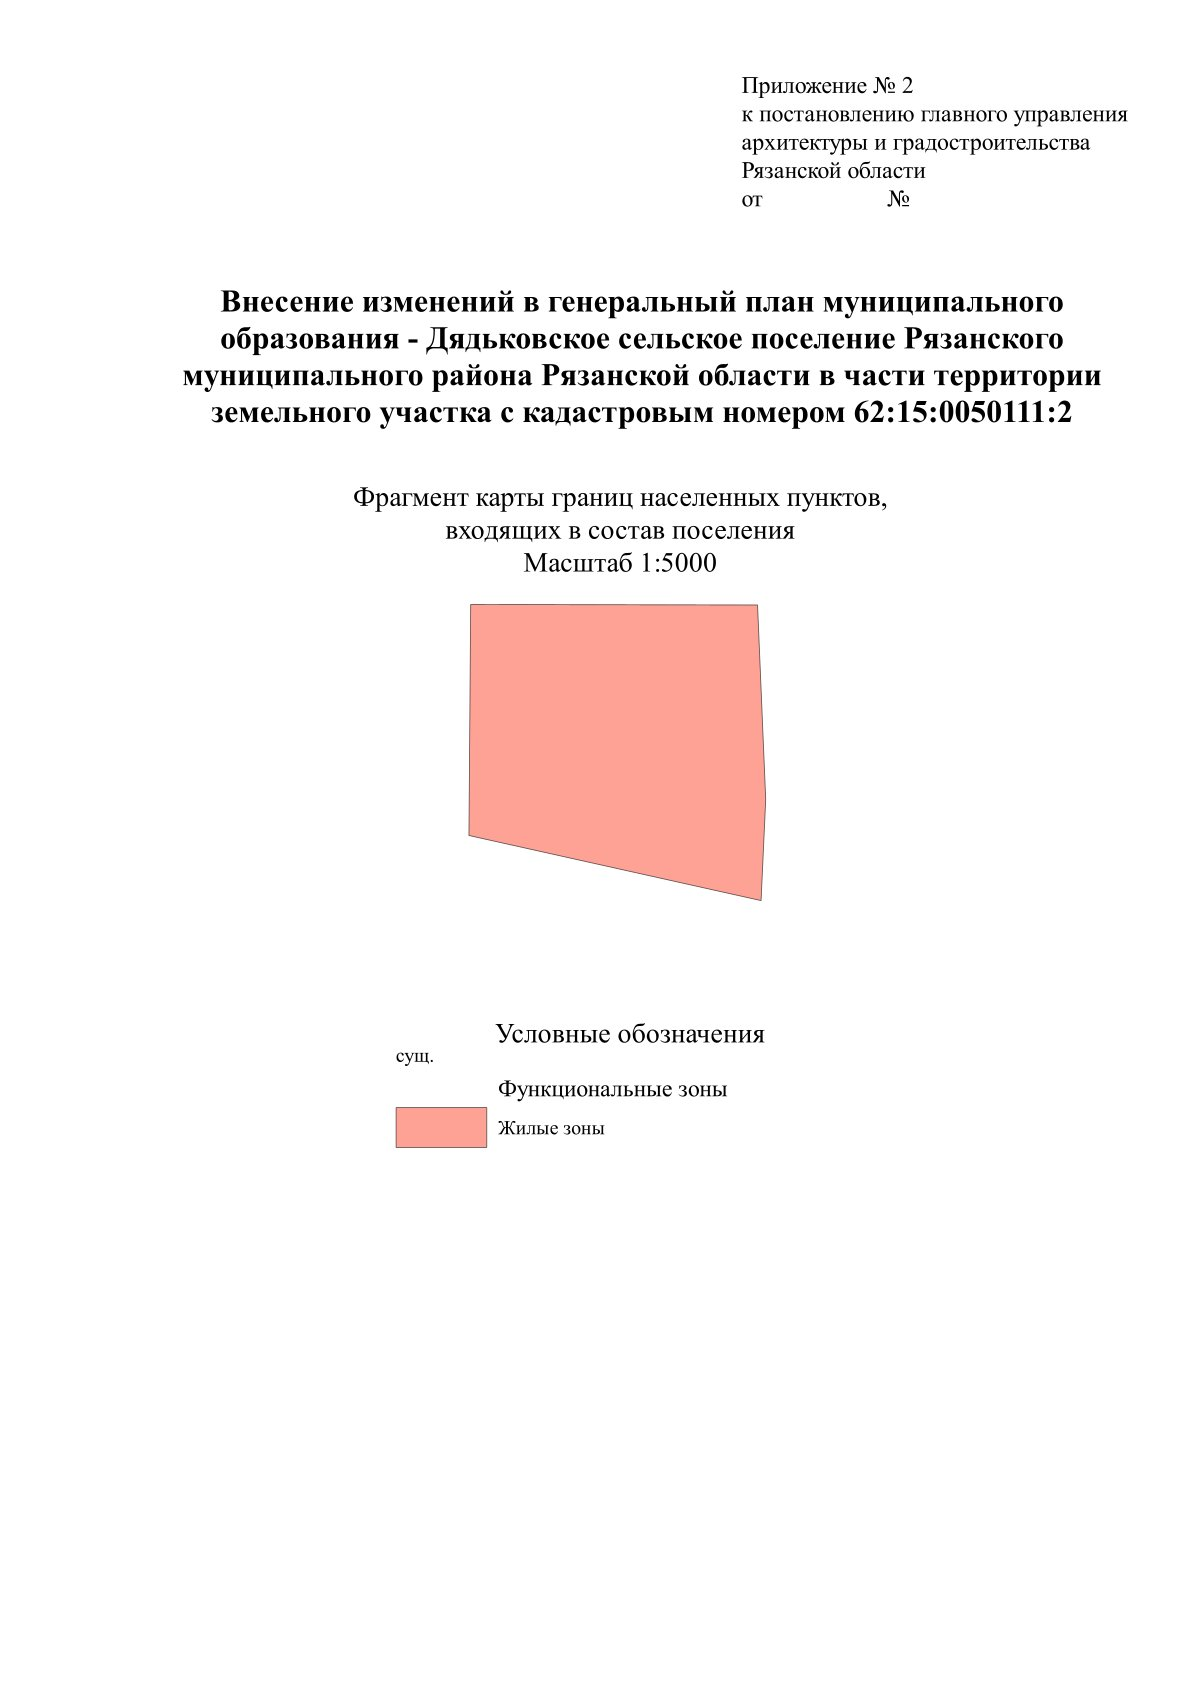 Приложение № 2
к постановлению главного управления
архитектуры и градостроительства
Рязанской области
от №
Внесение изменений в генеральный план муниципального
образования - Дядьковское сельское поселение Рязанского
муниципального района Рязанской области в части территории
земельного участка с кадастровым номером 62:15:0050111:2
Фрагмент карты границ населенных пунктов,
входящих в состав поселения
Масштаб 1:5000
Условные обозначения
сущ.
Функциональные зоны
Жилые зоны